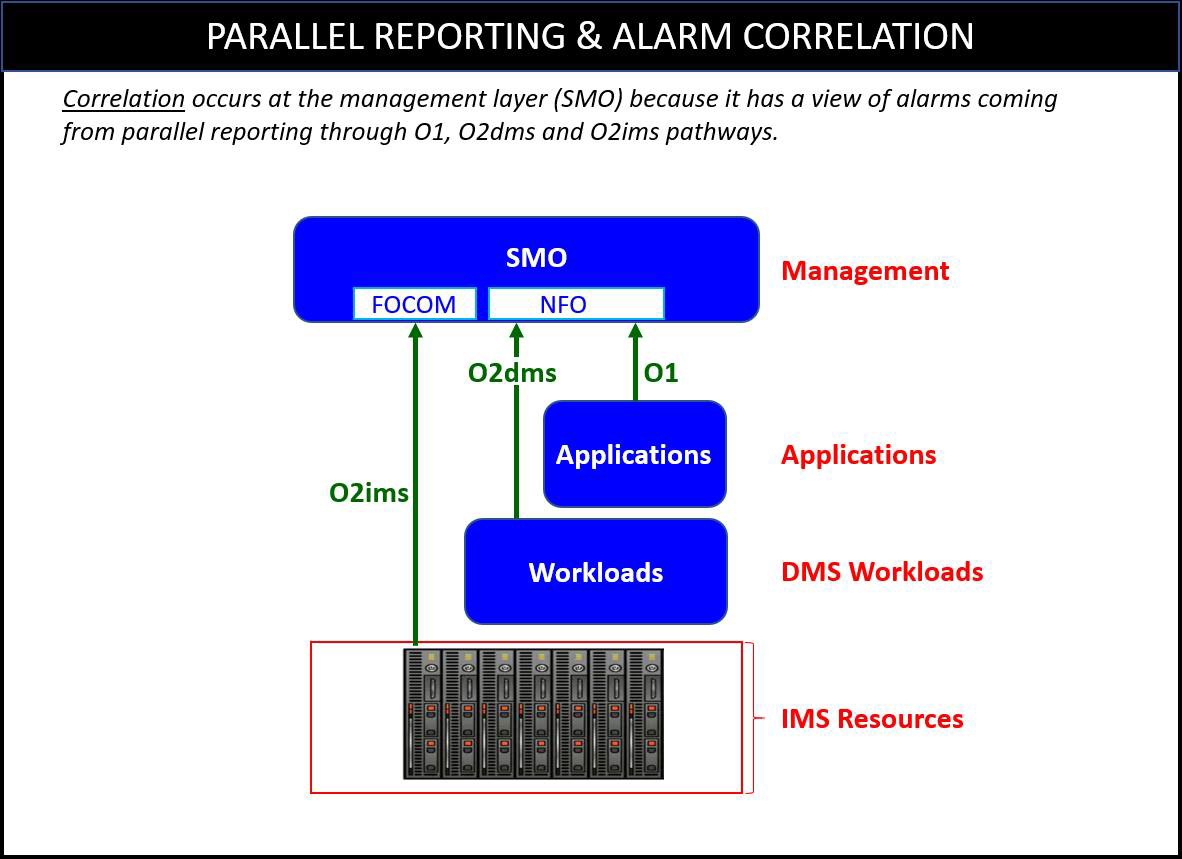 PARALLEL REPORTING & ALARM CORRELATION
Correlation occurs at the management layer (SMO) because it has a view of alarms coming
from parallel reporting through O1, O2dms and O2ims pathways.
SMO
Management
FOCOM
NFO
O2dms
O1
Applications
Applications
O2ims
Workloads
DMS Workloads
IMS Resources